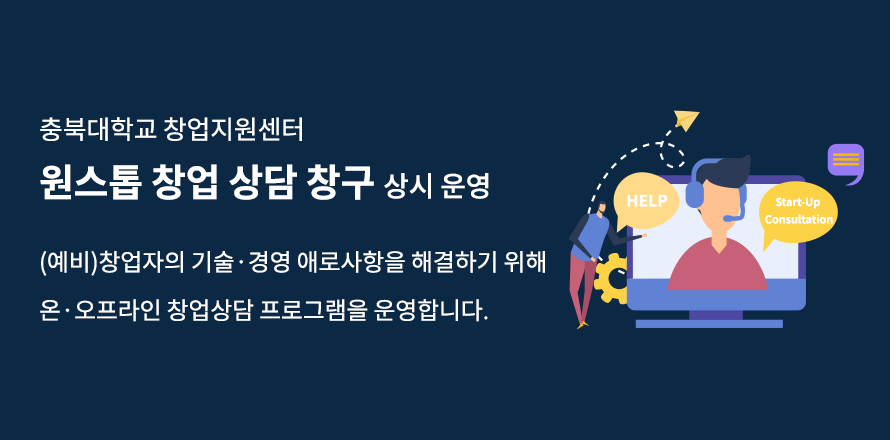 충북대학교 창업지원센터
원스톱 창업 상담 창구 상시 운영
(예비)창업자의 기술·경영 애로사항을 해결하기 위해
온·오프라인 창업상담 프로그램을 운영합니다.
HELP
Start-Up
Consultation